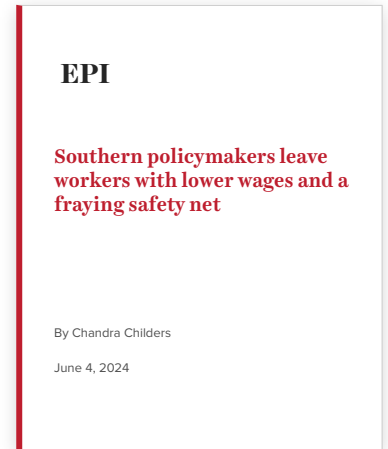 EPI
Southern policymakers leave
workers with lower wages and a
fraying safety net
By Chandra Childers
June 4, 2024